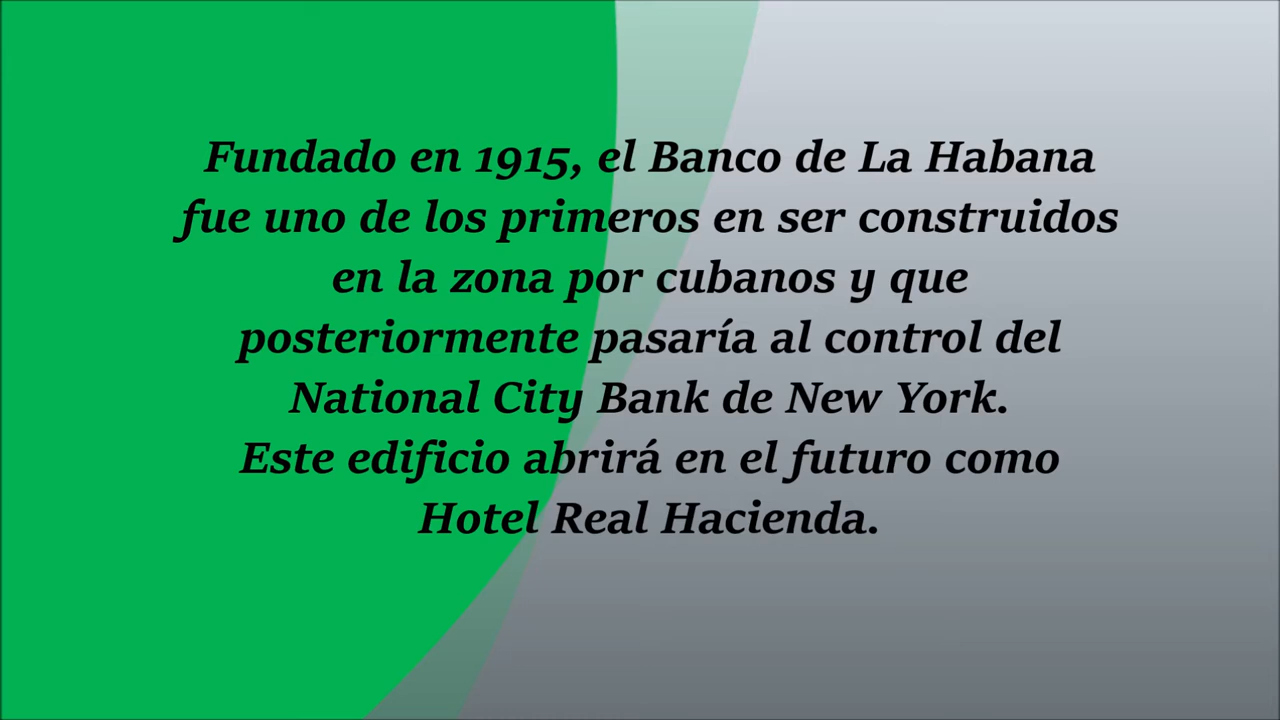 Fundado en 1915, el Banco de La Habana
fue uno de los primeros en ser construidos
en la zona por cubanos y que
posteriormente pasaría al control del
National City Bank de New York.
Este edificio abrirá en el futuro como
Hotel Real Hacienda.